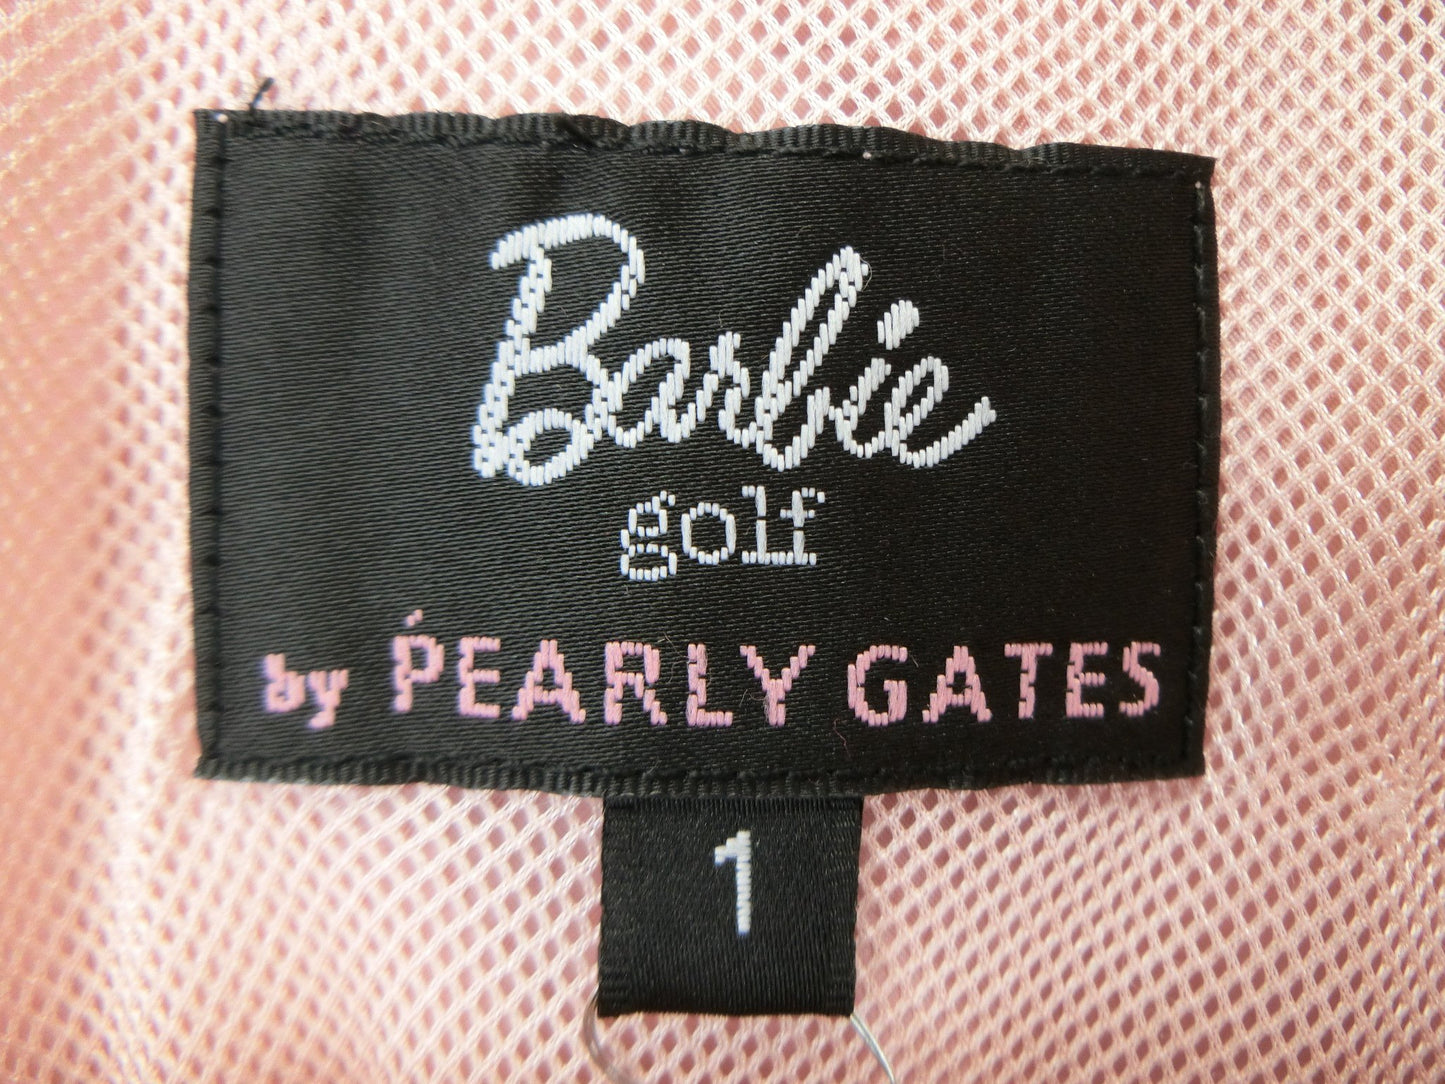 Barbie
golf
by PEARLY GATES
1